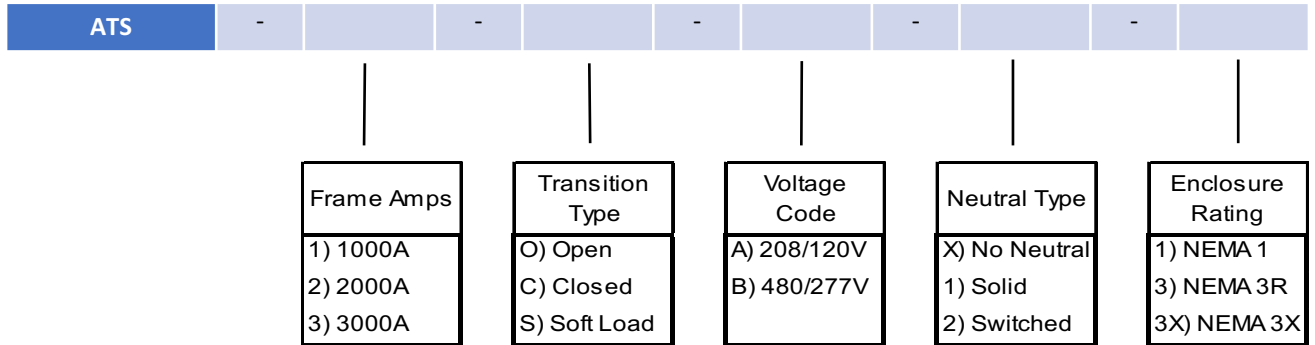 ATS - - - - -
Frame Amps
1) 1000A
2) 2000A
3) 3000A
Transition
Type
O) Open
C) Closed
S) Soft Load
Voltage
Code
A) 208/120V
B) 480/277V
Neutral Type
X) No Neutral
1) Solid
2) Switched
Enclosure
Rating
1) NEMA 1
3) NEMA 3R
3X) NEMA 3X